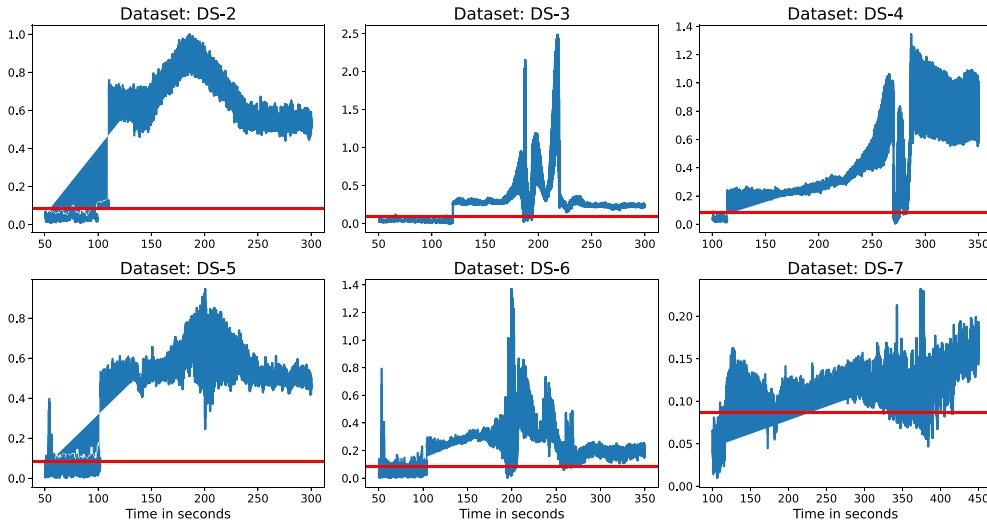 Dataset: DS-2
1.0
0.8
0.6
0.4
0.2
0.0
50 100 150 200 250 300
Dataset: DS-3
2.5
2.0
1.5
1.0
0.5
0.0
50 100 150 200 250 300
Dataset: DS-4
1.4
1.2
1.0
0.8
0.6
0.4
0.2
0.0
100 150 200 250 300 350
Dataset: DS-5
0.8
0.6
0.4
0.2
0.0
50 100 150 200 250 300
Time in seconds
Dataset: DS-6
1.4
1.2
1.0
0.8
0.6
0.4
0.2
0.0
50 100 150 200 250 300 350
Time in seconds
Dataset: DS-7
0.20
0.15
0.10
0.05
0.00
100 150 200 250 300 350 400 450
Time in seconds